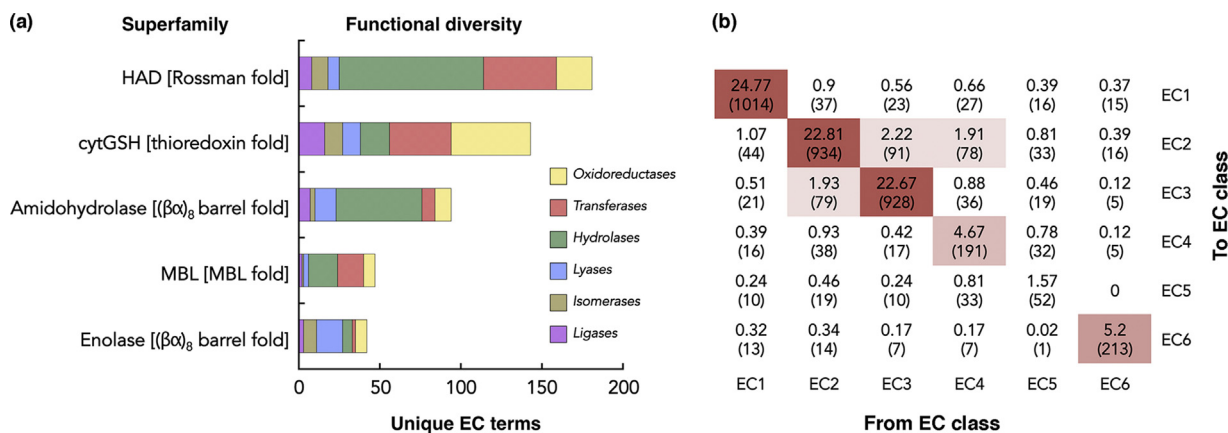 (a)
Superfamily
Functional diversity
HAD [Rossman fold]
cytGSH [thioredoxin fold]
Amidohydrolase [(βα)8 barrel fold]
MBL [MBL fold]
Enolase [(βα)8 barrel fold]
Oxidoreductases
Transferases
Hydrolases
Lyases
Isomerases
Ligases
0 50 100 150 200
Unique EC terms
(b)
24.77 0.9 0.56 0.66 0.39 0.37
(1014) (37) (23) (27) (16) (15)
EC1
1.07 22.81 2.22 1.91 0.81 0.39
(44) (934) (91) (78) (33) (16)
EC2
0.51 1.93 22.67 0.88 0.46 0.12
(21) (79) (928) (36) (19) (5)
EC3
0.39 0.93 0.42 4.67 0.78 0.12
(16) (38) (17) (191) (32) (5)
EC4
0.24 0.46 0.24 0.81 1.57 0
(10) (19) (10) (33) (52)
EC5
0.32 0.34 0.17 0.17 0.02 5.2
(13) (14) (7) (7) (1) (213)
EC6
EC1 EC2 EC3 EC4 EC5 EC6
From EC class
To EC class